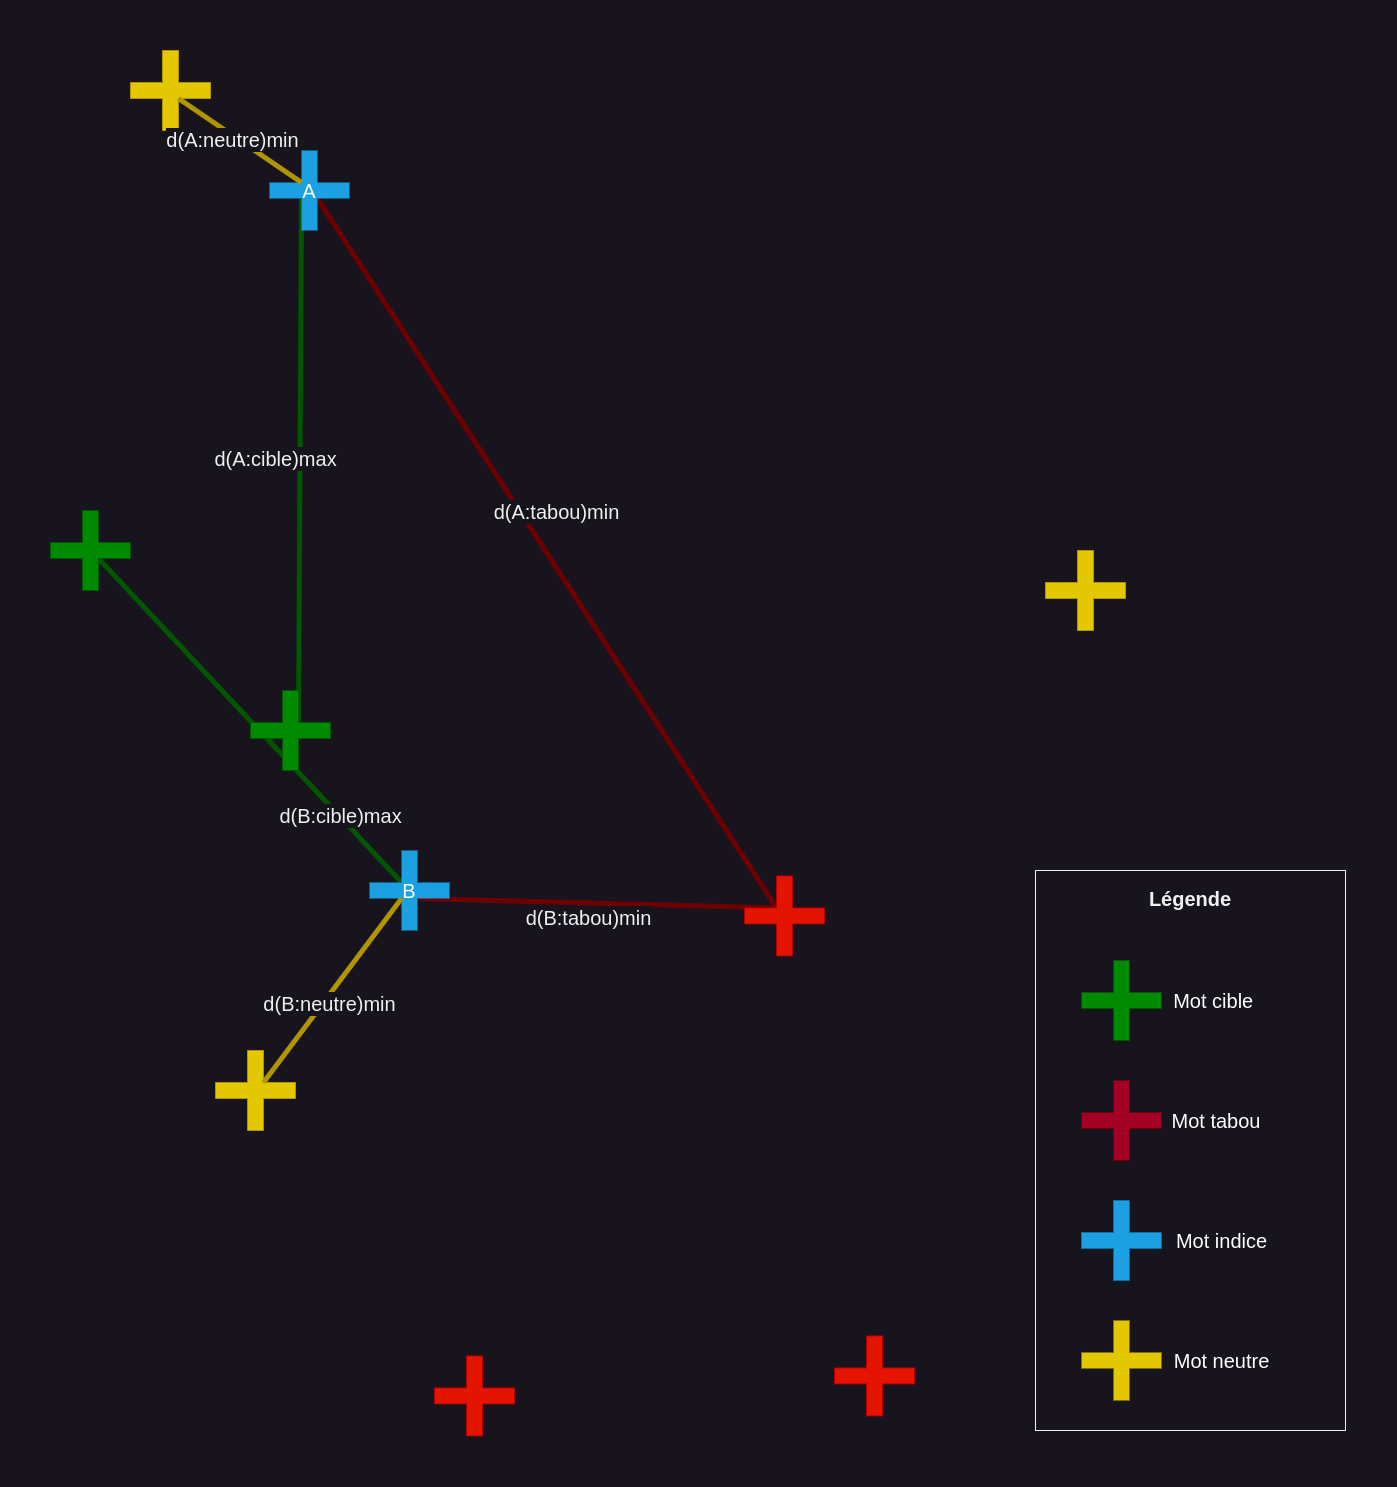 d(A:neutre)min
A
d(A:cible)max
d(A:tabou)min
d(B:cible)max
B
d(B:tabou)min
d(B:neutre)min
Légende
Mot cible
Mot tabou
Mot indice
Mot neutre